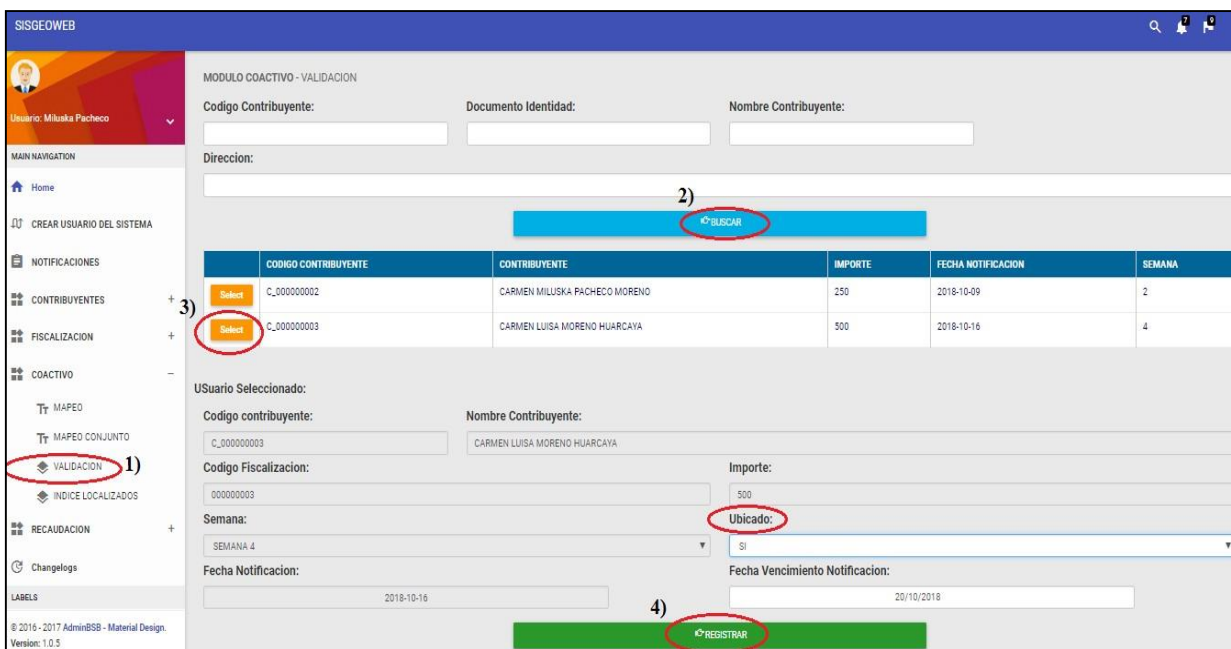 SISGEOWEB
7
9
Usuario: Miluska Pacheco
MAIN NAVIGATION
Home
CREAR USUARIO DEL SISTEMA
NOTIFICACIONES
CONTRIBUYENTES +
FISCALIZACION +
COACTIVO -
MAPEO
MAPEO CONJUNTO
VALIDACION 1)
INDICE LOCALIZADOS
RECAUDACION +
Changelogs
LABELS
© 2016 - 2017 AdminBSB - Material Design.
Version: 1.0.5
MODULO COACTIVO - VALIDACION
Codigo Contribuyente: Documento Identidad: Nombre Contribuyente:
Direccion:
2)
BUSCAR
CODIGO CONTRIBUYENTE CONTRIBUYENTE IMPORTE FECHA NOTIFICACION SEMANA
Select C_000000002 CARMEN MILUSKA PACHECO MORENO 250 2018-10-09 2
3)
Select C_000000003 CARMEN LUISA MORENO HUARCAYA 500 2018-10-16 4
USuario Seleccionado:
Codigo contribuyente: Nombre Contribuyente:
C_000000003 CARMEN LUISA MORENO HUARCAYA
Codigo Fiscalizacion: Importe:
000000003 500
Semana: Ubicado:
SEMANA 4 SI
Fecha Notificacion: Fecha Vencimiento Notificacion:
2018-10-16 20/10/2018
4)
REGISTRAR